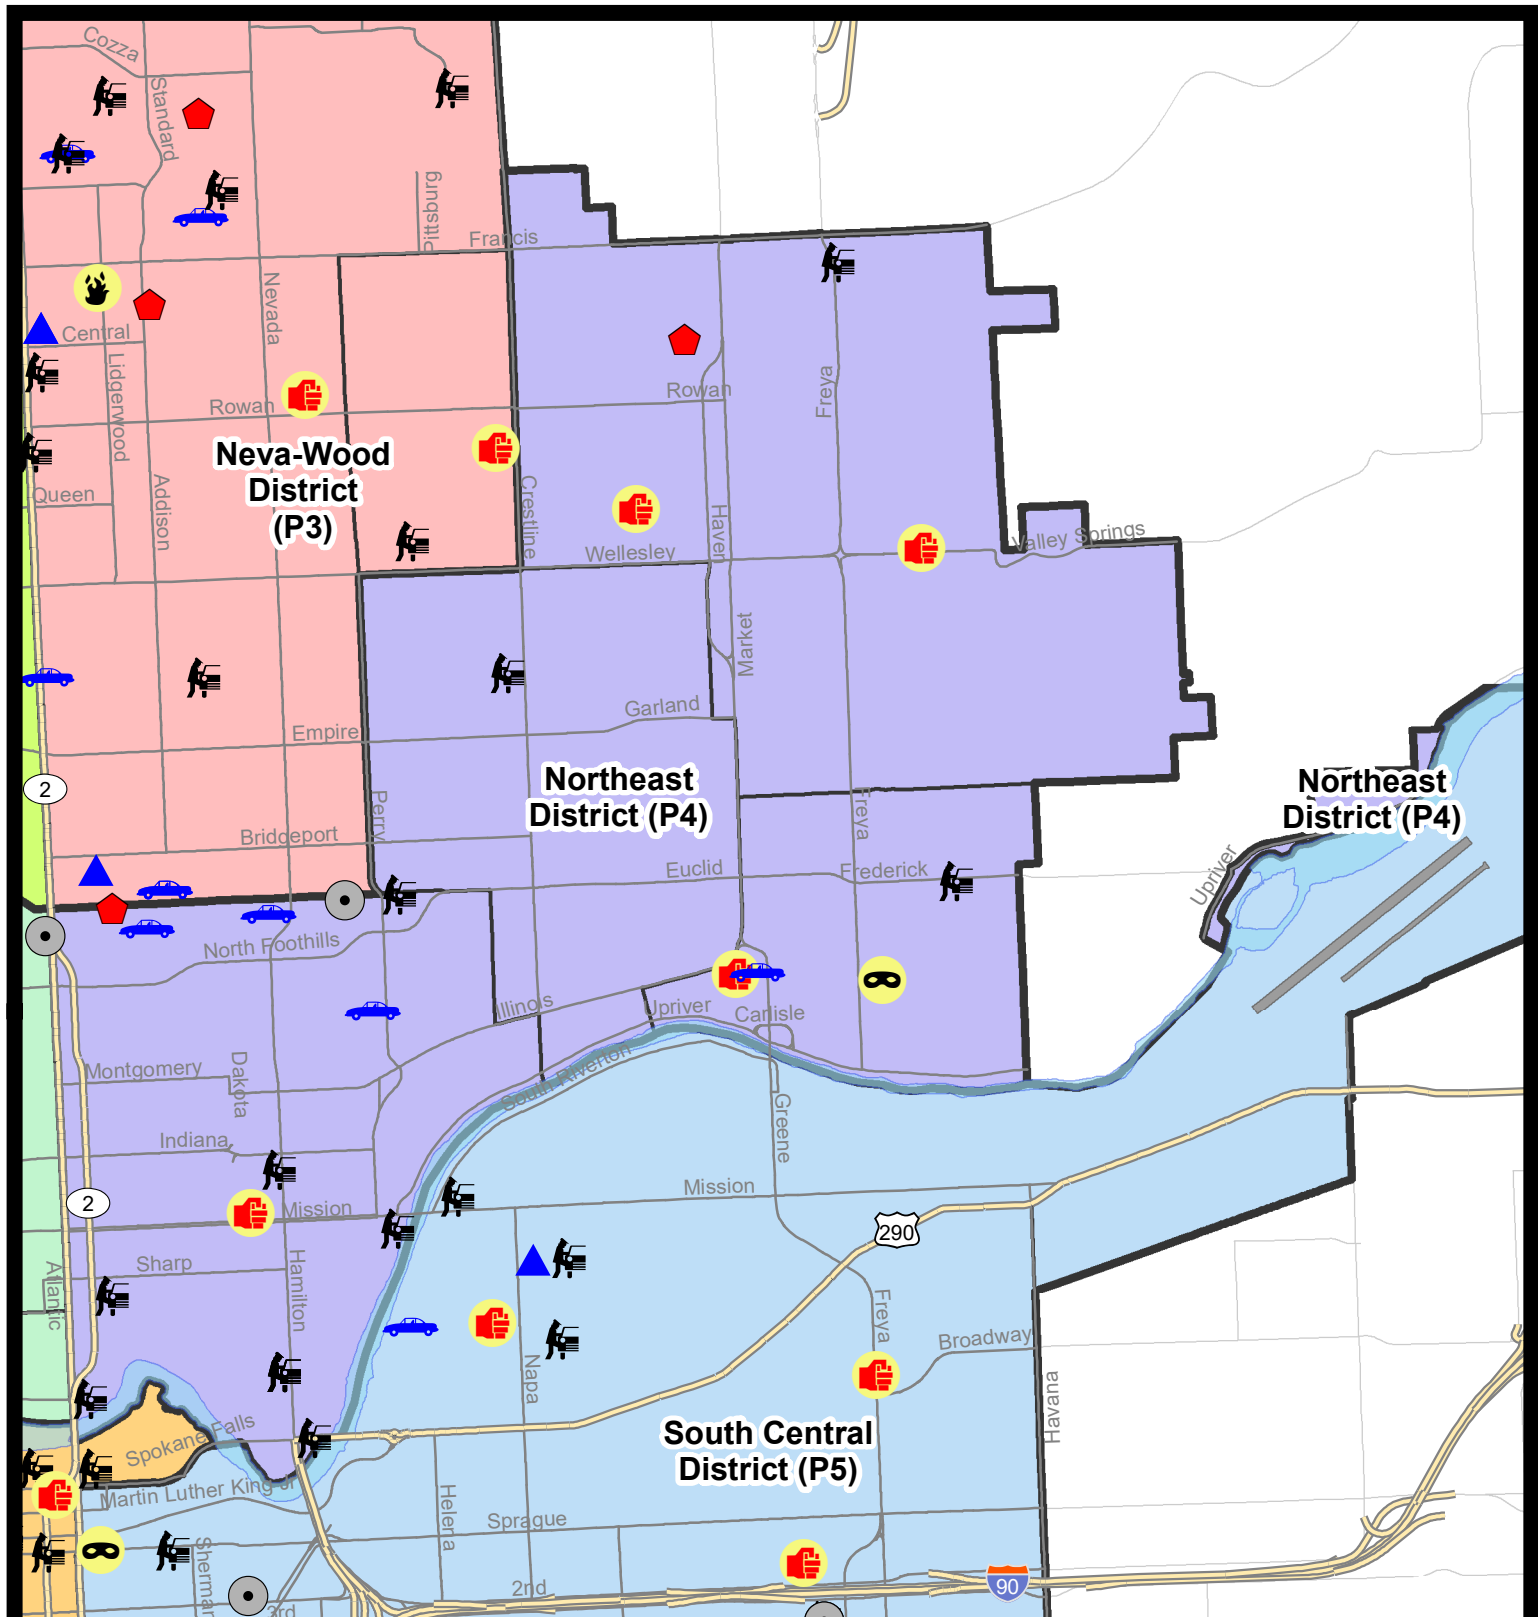 Cozza
Standard
Pittsburg
Francis
Nevada
Central
Lidgerwood
Rowan
Rowan
Freya
Neva-Wood
District
(P3)
Queen
Addison
Crestline
Haven
Wellesley
Valley Springs
Market
Garland
Empire
2
Northeast
District (P4)
Northeast
District (P4)
Perry
Freya
Bridgeport
Euclid
Frederick
Upriver
North Foothills
Illinois
Upriver
Carlisle
South Riverton
Montgomery
Dakota
Greene
Indiana
Mission
2
Mission
290
Sharp
Atlantic
Hamilton
Freya
Broadway
Napa
Havana
South Central
District (P5)
Spokane Falls
Martin Luther King Jr
Helena
Sprague
Sherman
2nd
90
3rd